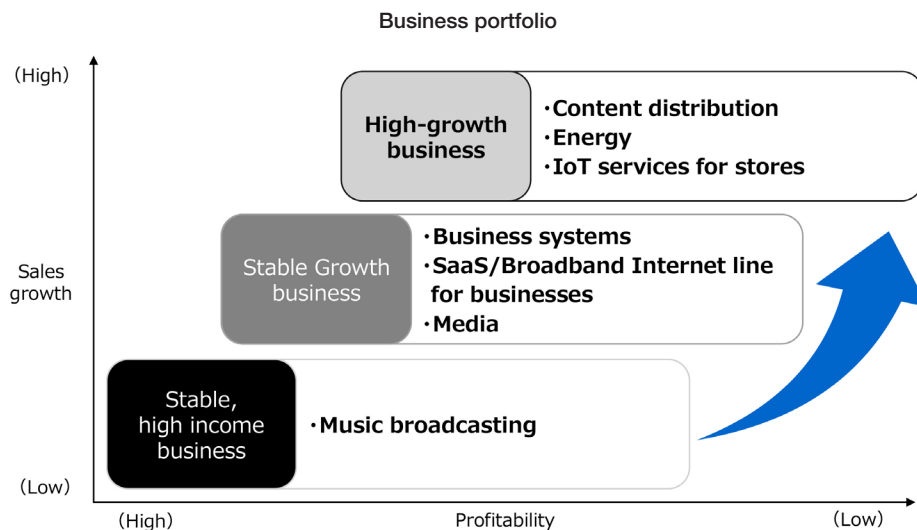 Business portfolio
(High)
High-growth
business
・Content distribution
・Energy
・IoT services for stores
Sales
growth
Stable Growth
business
・Business systems
・SaaS/Broadband Internet line
for businesses
・Media
Stable,
high income
business
・Music broadcasting
(Low)
(High)
Profitability
(Low)